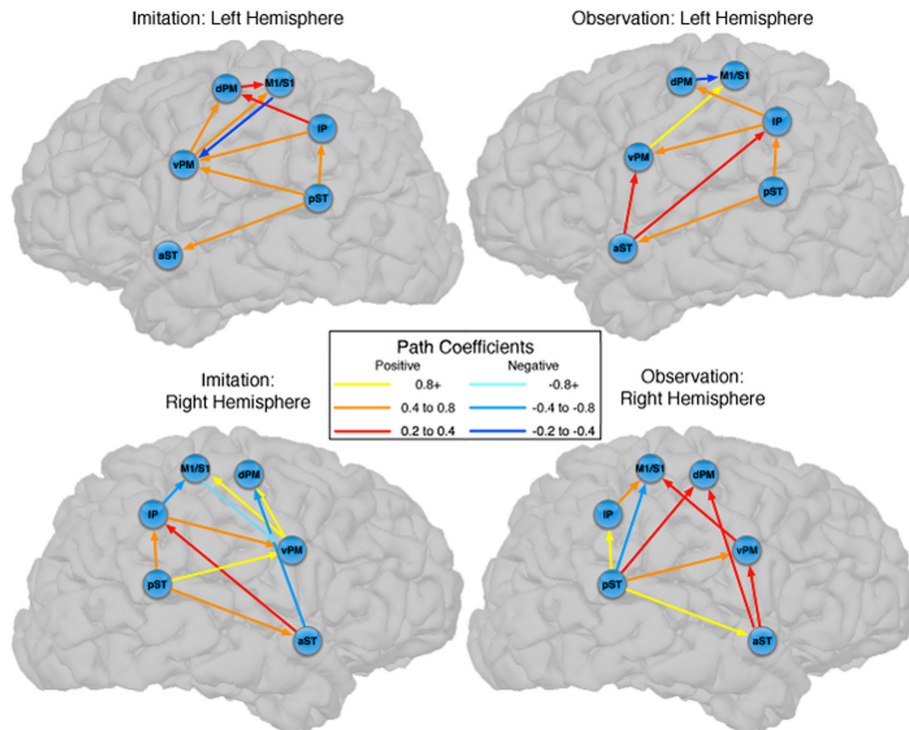 Imitation: Left Hemisphere
Observation: Left Hemisphere
dPM
M1/S1
IP
vPM
pST
aST
dPM
M1/S1
IP
vPM
pST
aST
Path Coefficients
Positive Negative
0.8+ -0.8+
0.4 to 0.8 -0.4 to -0.8
0.2 to 0.4 -0.2 to -0.4
Imitation:
Right Hemisphere
Observation:
Right Hemisphere
M1/S1
dPM
IP
vPM
pST
aST
M1/S1
dPM
IP
vPM
pST
aST